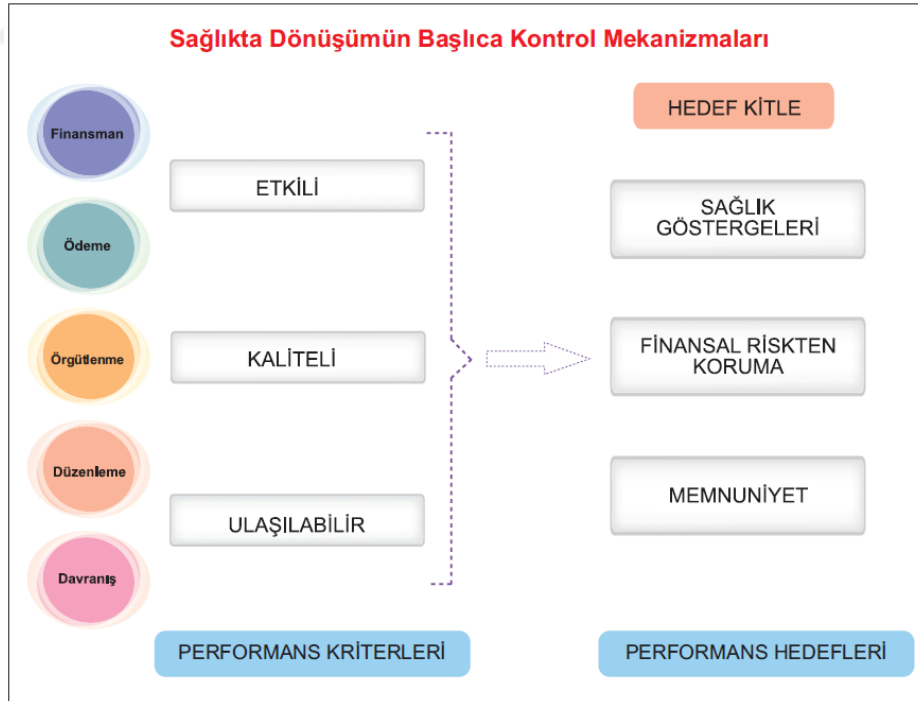 Sağlıkta Dönüşümün Başlıca Kontrol Mekanizmaları
Finansman
Ödeme
Örgütlenme
Düzenleme
Davranış
ETKİLİ
KALİTELİ
ULAŞILABİLİR
PERFORMANS KRİTERLERİ
HEDEF KİTLE
SAĞLIK
GÖSTERGELERİ
FİNANSAL RİSKTEN
KORUMA
MEMNUNİYET
PERFORMANS HEDEFLERİ